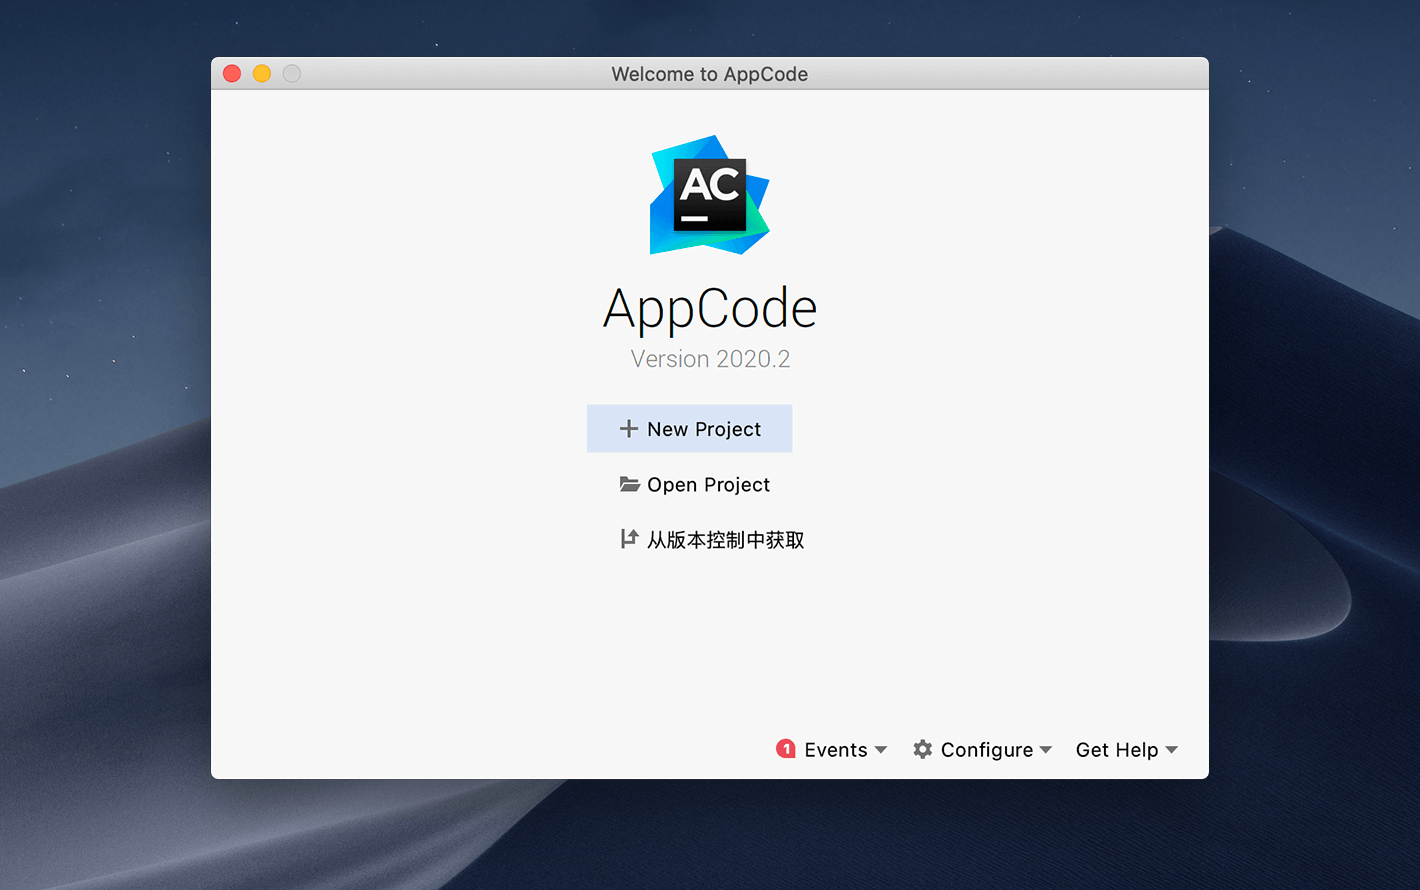 Welcome to AppCode
AC
AppCode
Version 2020.2
New Project
Open Project
从版本控制中获取
1 Events Configure Get Help